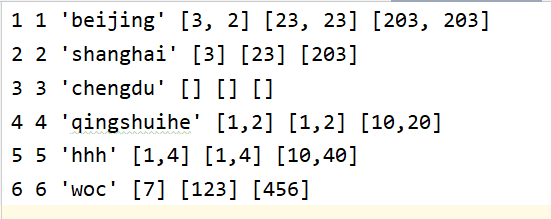 1 1 'beijing' [3, 2] [23, 23] [203, 203]
2 2 'shanghai' [3] [23] [203]
3 3 'chengdu' [] [] []
4 4 'qingshuihe' [1,2] [1,2] [10,20]
5 5 'hhh' [1,4] [1,4] [10,40]
6 6 'woc' [7] [123] [456]